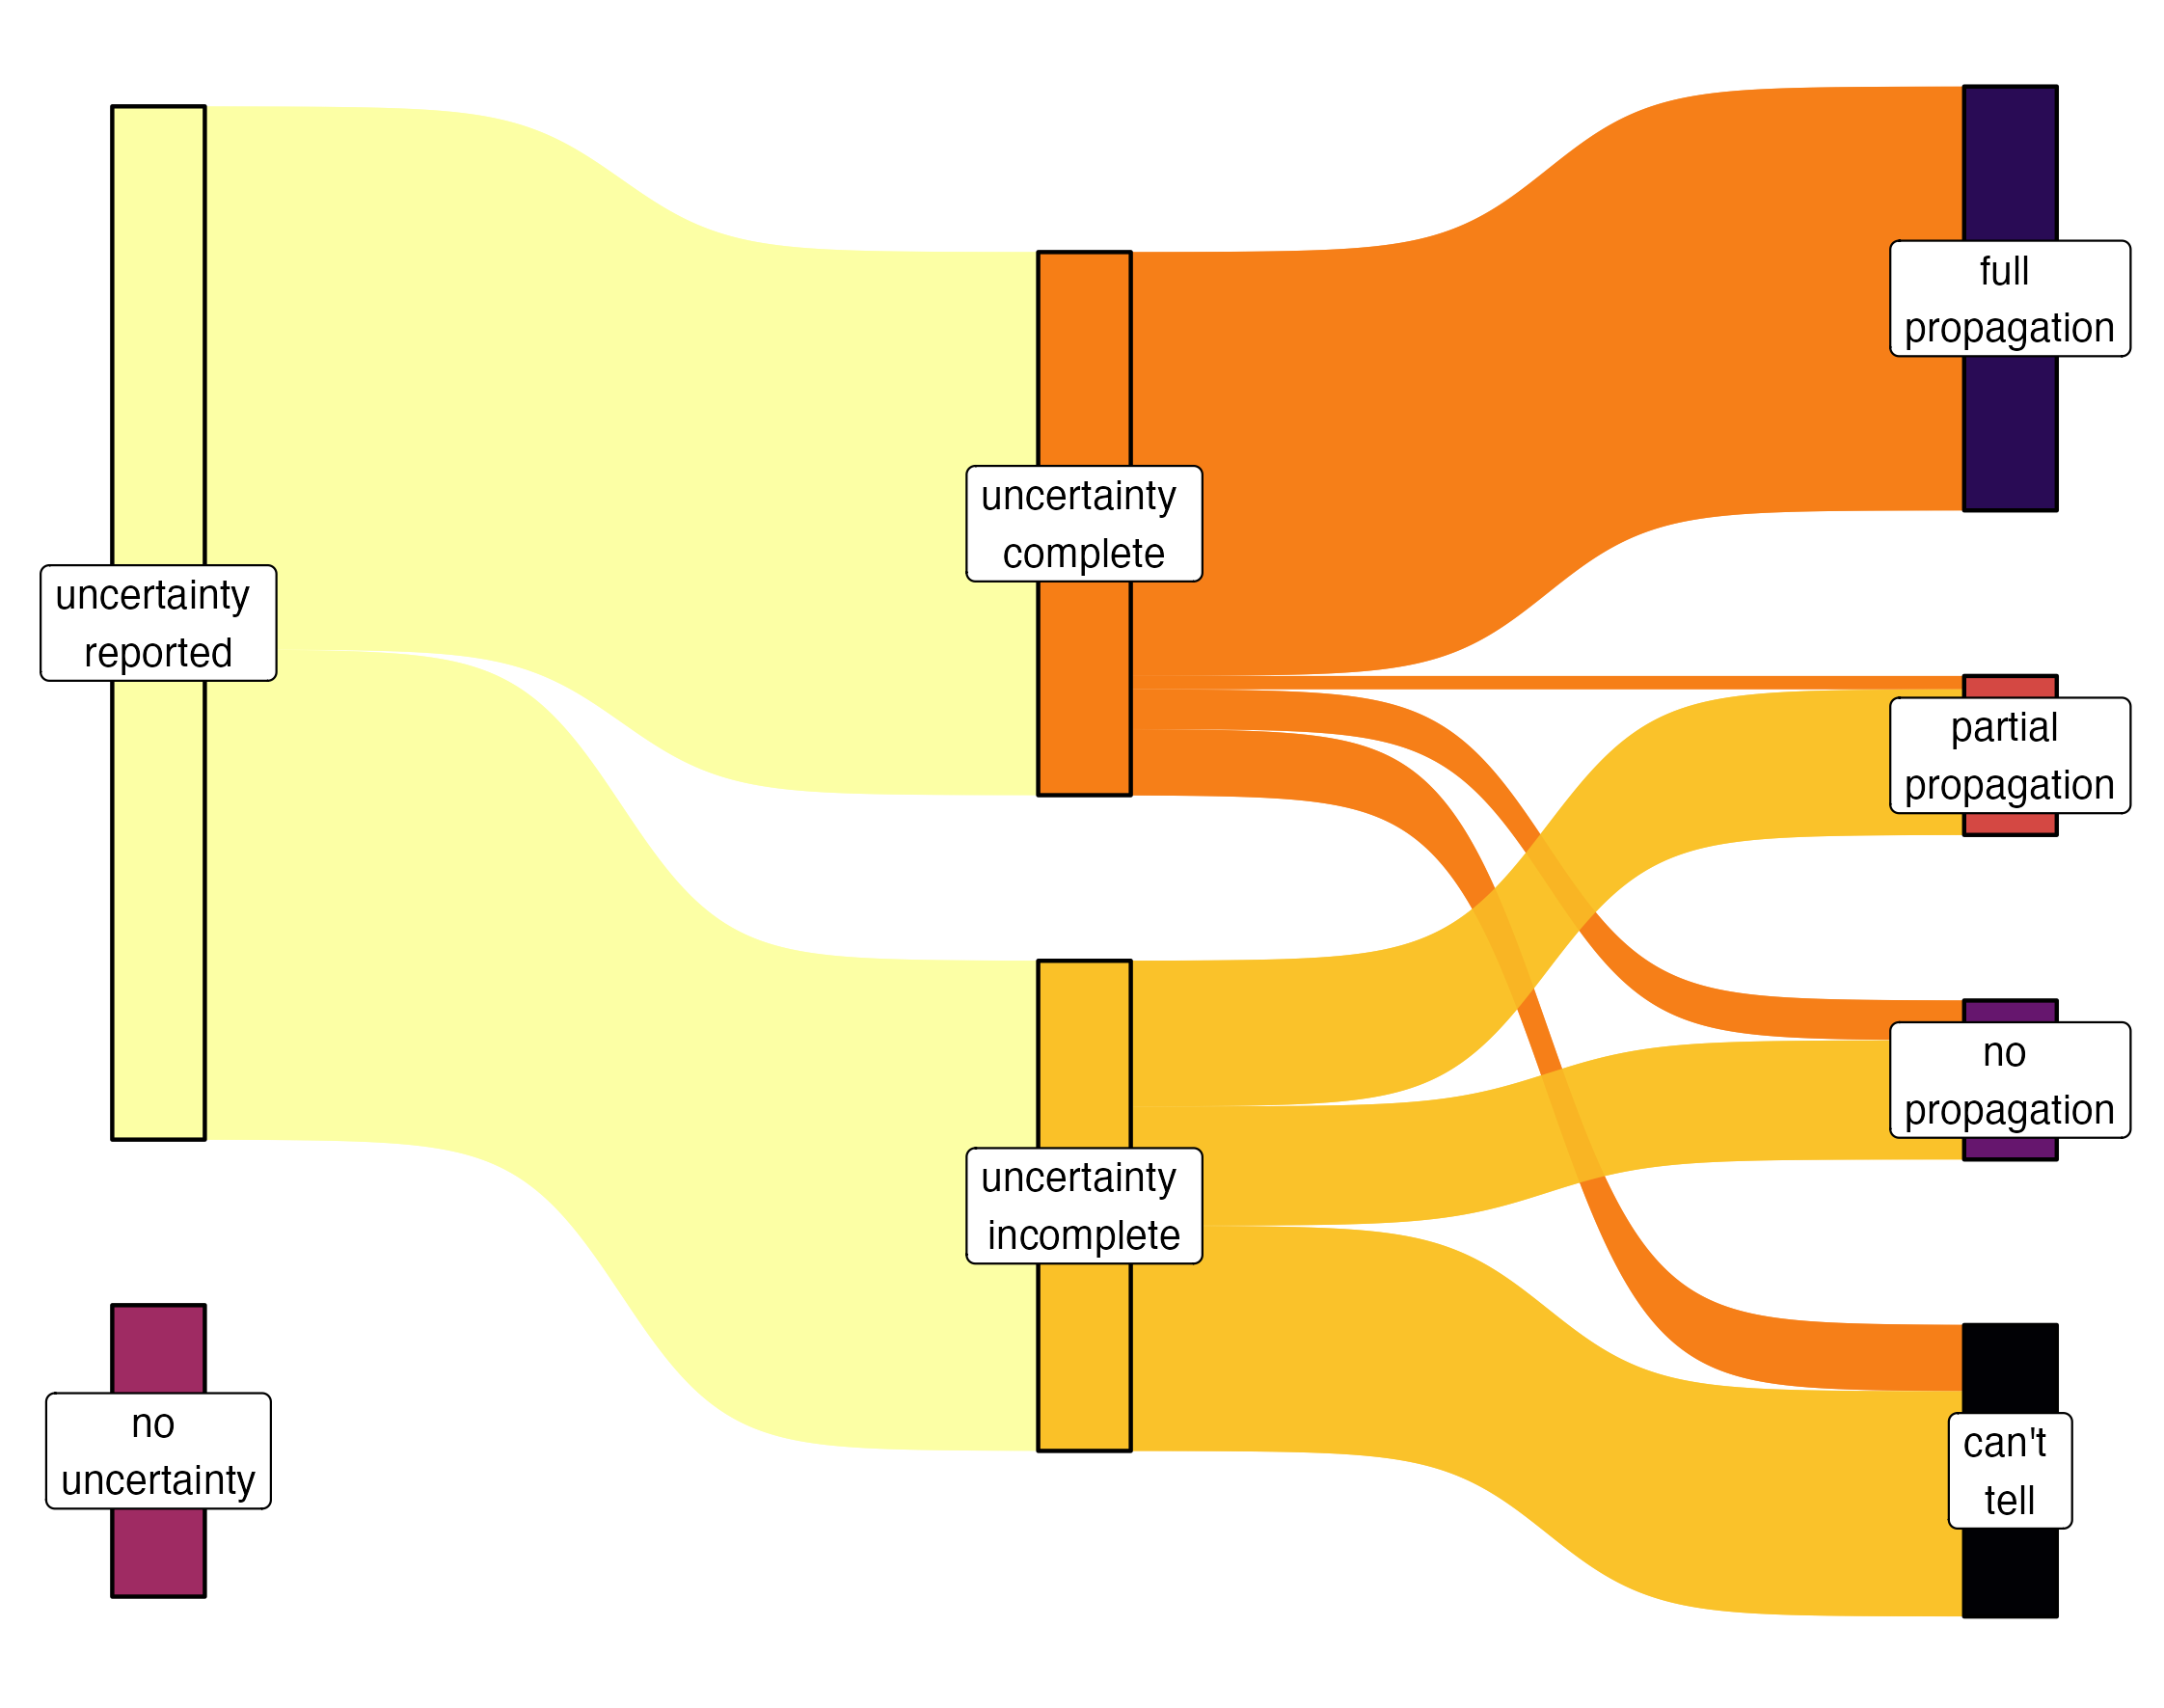 uncertainty
reported
no
uncertainty
uncertainty
complete
uncertainty
incomplete
full
propagation
partial
propagation
no
propagation
can't
tell